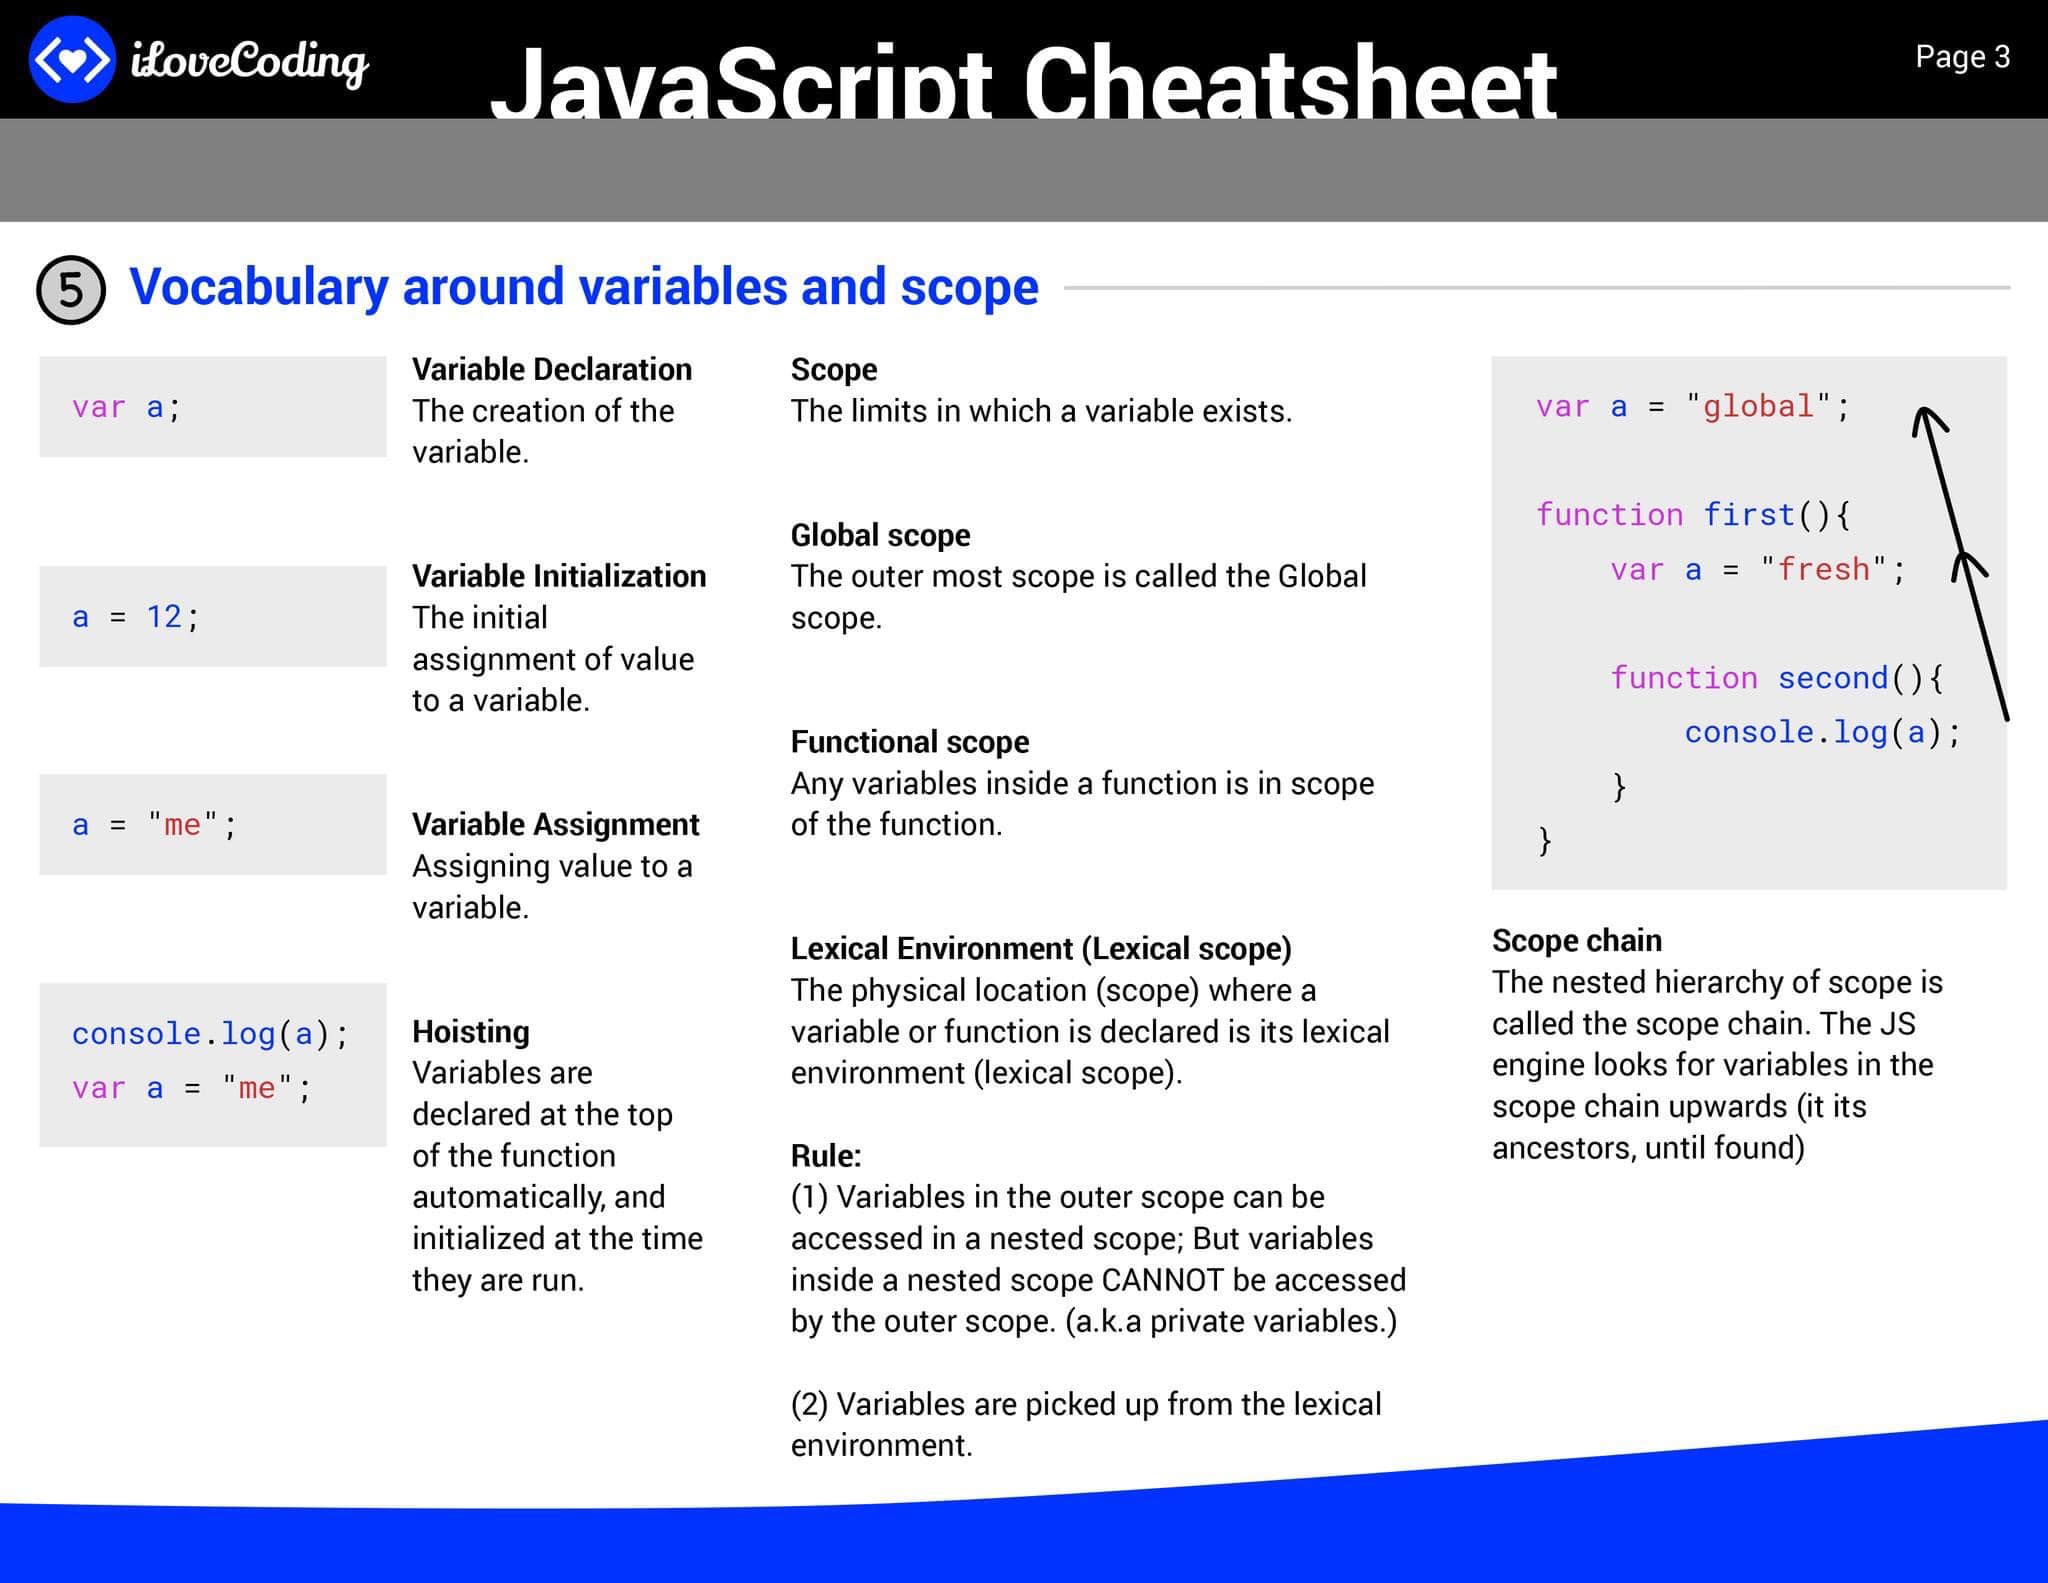 iLoveCoding
JavaScript Cheatsheet
Page 3
5
Vocabulary around variables and scope
var a;
Variable Declaration
The creation of the
variable.
a = 12;
Variable Initialization
The initial
assignment of value
to a variable.
a = "me";
Variable Assignment
Assigning value to a
variable.
console.log(a);
var a = "me";
Hoisting
Variables are
declared at the top
of the function
automatically, and
initialized at the time
they are run.
Scope
The limits in which a variable exists.
Global scope
The outer most scope is called the Global
scope.
Functional scope
Any variables inside a function is in scope
of the function.
Lexical Environment (Lexical scope)
The physical location (scope) where a
variable or function is declared is its lexical
environment (lexical scope).
Rule:
(1) Variables in the outer scope can be
accessed in a nested scope; But variables
inside a nested scope CANNOT be accessed
by the outer scope. (a.k.a private variables.)
(2) Variables are picked up from the lexical
environment.
var a = "global";
function first(){
var a = "fresh";
function second(){
console.log(a);
}
}
Scope chain
The nested hierarchy of scope is
called the scope chain. The JS
engine looks for variables in the
scope chain upwards (it its
ancestors, until found)